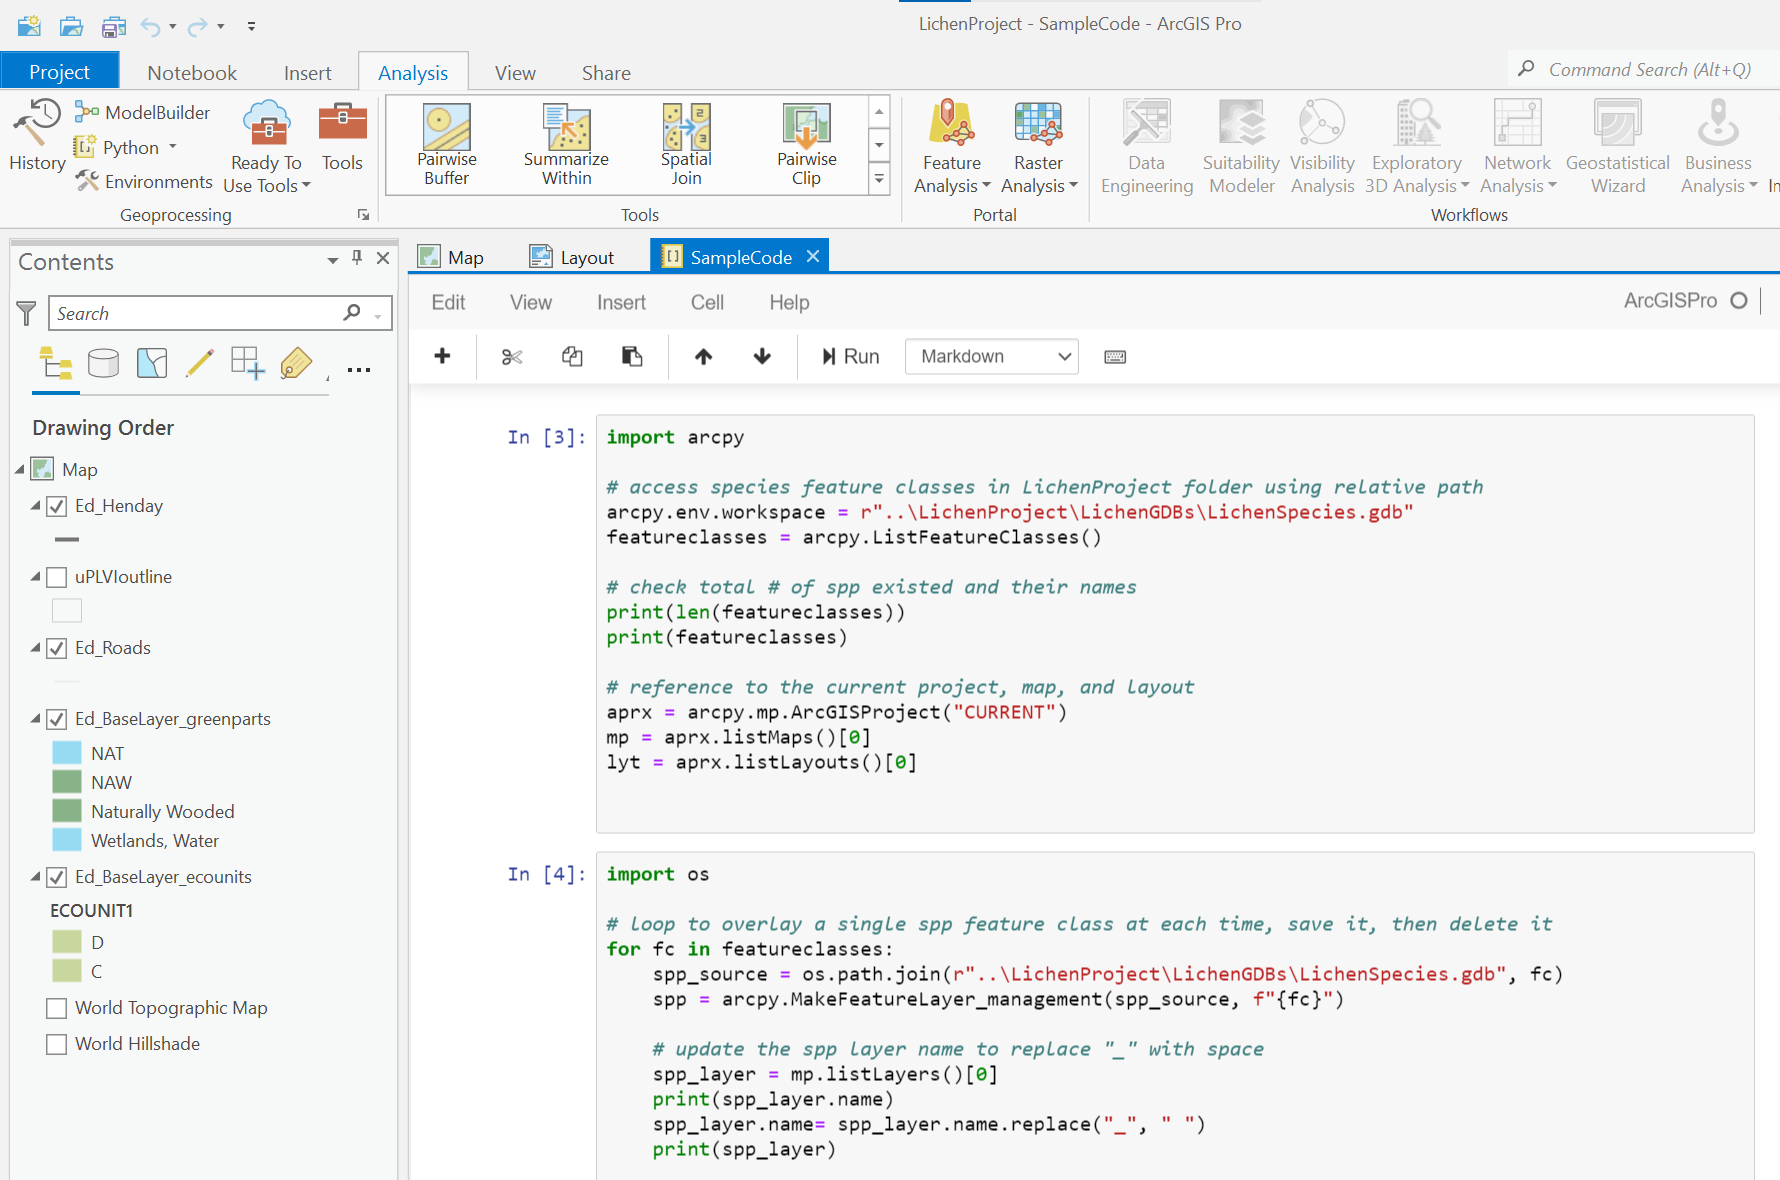 LichenProject - SampleCode - ArcGIS Pro
Project
Notebook
Insert
Analysis
View
Share
Command Search (Alt+Q)
History
ModelBuilder
Python
Environments
Ready To
Use Tools
Tools
Geoprocessing
Pairwise
Buffer
Summarize
Within
Spatial
Join
Pairwise
Clip
Tools
Feature
Analysis
Raster
Analysis
Portal
Data
Engineering
Suitability
Modeler
Visibility
Analysis
Exploratory
3D Analysis
Network
Analysis
Geostatistical
Wizard
Business
Analysis
Workflows
Contents
Search
Drawing Order
Map
Ed_Henday
uPLVIoutline
Ed_Roads
Ed_BaseLayer_greenparts
NAT
NAW
Naturally Wooded
Wetlands, Water
Ed_BaseLayer_ecounits
ECOUNIT1
D
C
World Topographic Map
World Hillshade
Map
Layout
SampleCode
Edit
View
Insert
Cell
Help
ArcGISPro
Run
Markdown
In [3]:
import arcpy
# access species feature classes in LichenProject folder using relative path
arcpy.env.workspace = r"..\LichenProject\LichenGDBs\LichenSpecies.gdb"
featureclasses = arcpy.ListFeatureClasses()
# check total # of spp existed and their names
print(len(featureclasses))
print(featureclasses)
# reference to the current project, map, and layout
aprx = arcpy.mp.ArcGISProject("CURRENT")
mp = aprx.listMaps()[0]
lyt = aprx.listLayouts()[0]
In [4]:
import os
# loop to overlay a single spp feature class at each time, save it, then delete it
for fc in featureclasses:
    spp_source = os.path.join(r"..\LichenProject\LichenGDBs\LichenSpecies.gdb", fc)
    spp = arcpy.MakeFeatureLayer_management(spp_source, f"{fc}")
    # update the spp layer name to replace "_" with space
    spp_layer = mp.listLayers()[0]
    print(spp_layer.name)
    spp_layer.name= spp_layer.name.replace("_", " ")
    print(spp_layer)